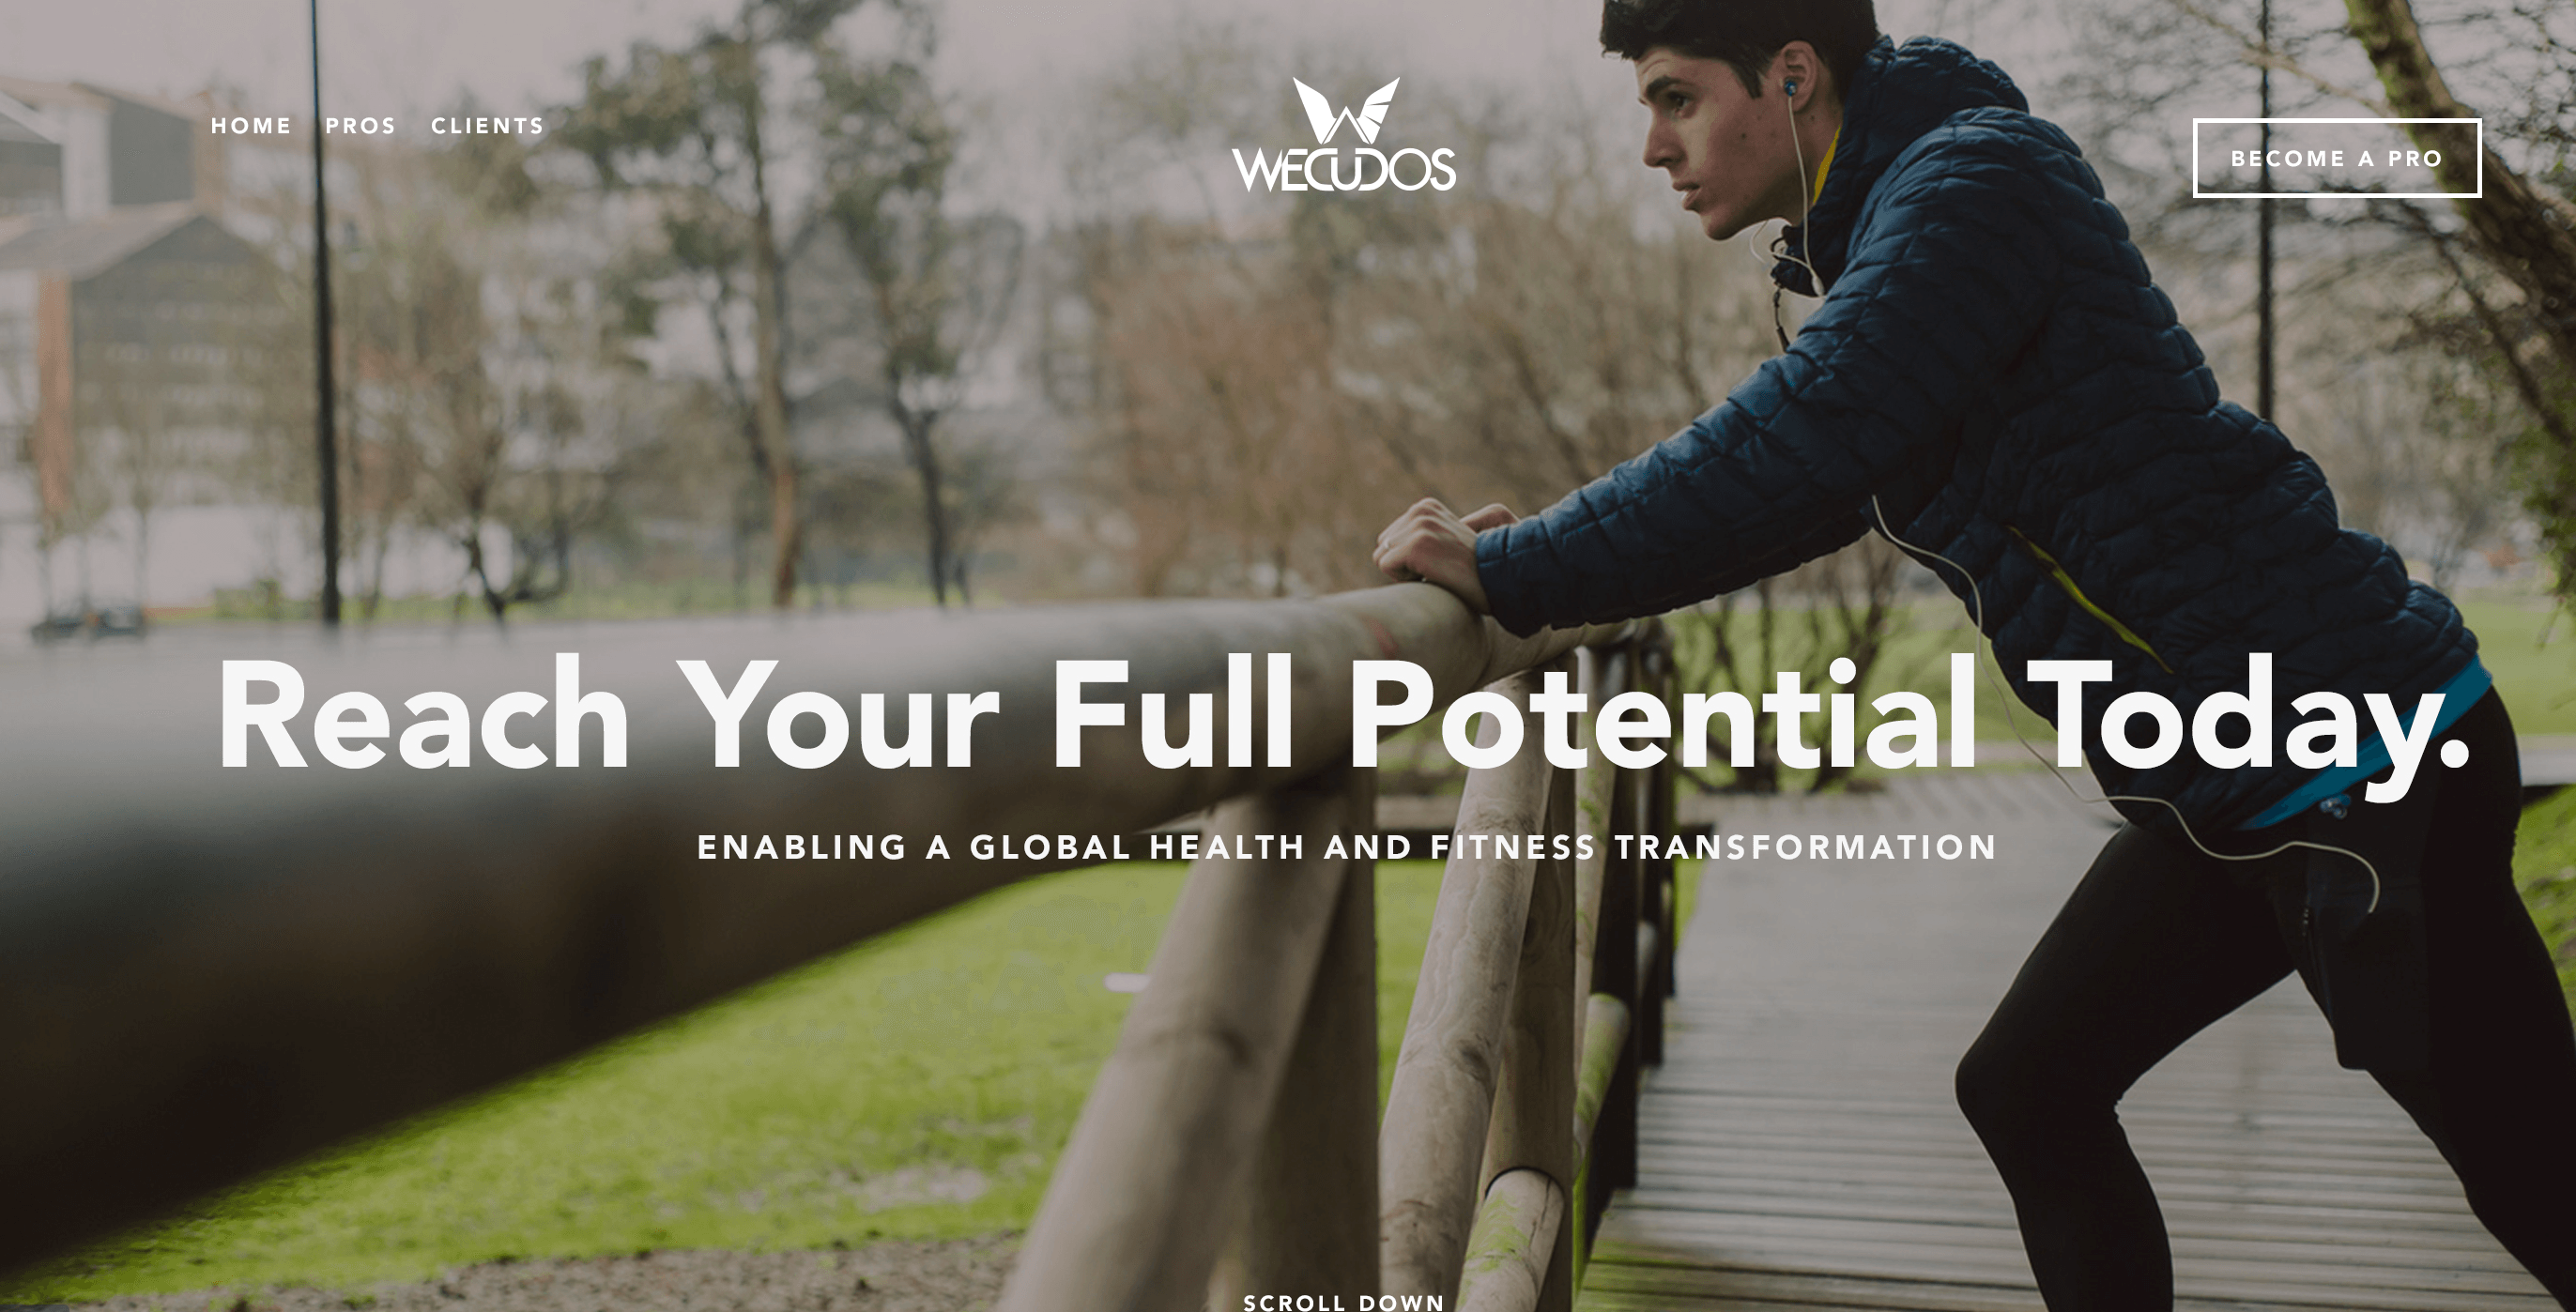 HOME PROS CLIENTS
WECUDOS
BECOME A PRO
Reach Your Full Potential Today.
ENABLING A GLOBAL HEALTH AND FITNESS TRANSFORMATION
SCROLL DOWN